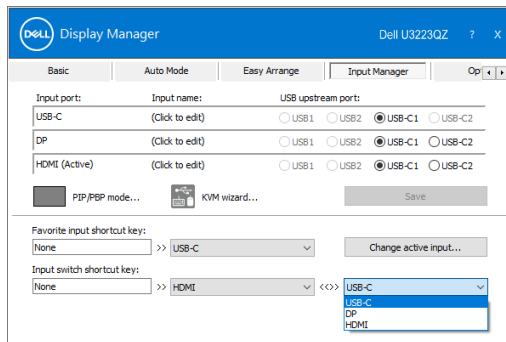 DELL Display Manager Dell U3223QZ ? X
Basic Auto Mode Easy Arrange Input Manager Op
Input port: Input name: USB upstream port:
USB-C (Click to edit) USB1 USB2 USB-C1 USB-C2
DP (Click to edit) USB1 USB2 USB-C1 USB-C2
HDMI (Active) (Click to edit) USB1 USB2 USB-C1 USB-C2
PIP/PBP mode... KVM wizard... Save
Favorite input shortcut key:
None >> USB-C Change active input...
Input switch shortcut key:
None >> HDMI <<>> USB-C
USB-C
DP
HDMI